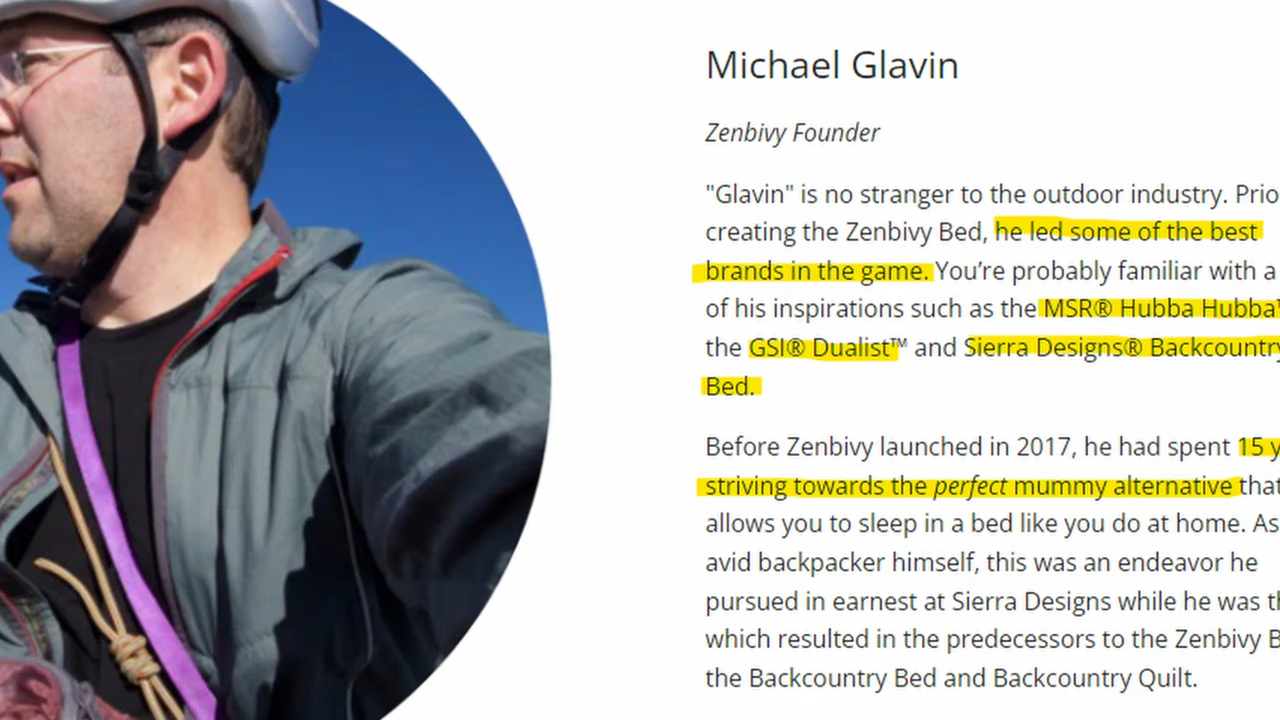 Michael Glavin
Zenbivy Founder
"Glavin" is no stranger to the outdoor industry.
creating the Zenbivy Bed, he led some of the best
brands in the game. You’re probably familiar with a
of his inspirations such as the MSR® Hubba Hubba
the GSI® Dualist™ and Sierra Designs® Backcountry
Bed.
Before Zenbivy launched in 2017, he had spent 15
striving towards the perfect mummy alternative that
allows you to sleep in a bed like you do at home. As
avid backpacker himself, this was an endeavor he
pursued in earnest at Sierra Designs while he was
which resulted in the predecessors to the Zenbivy
the Backcountry Bed and Backcountry Quilt.